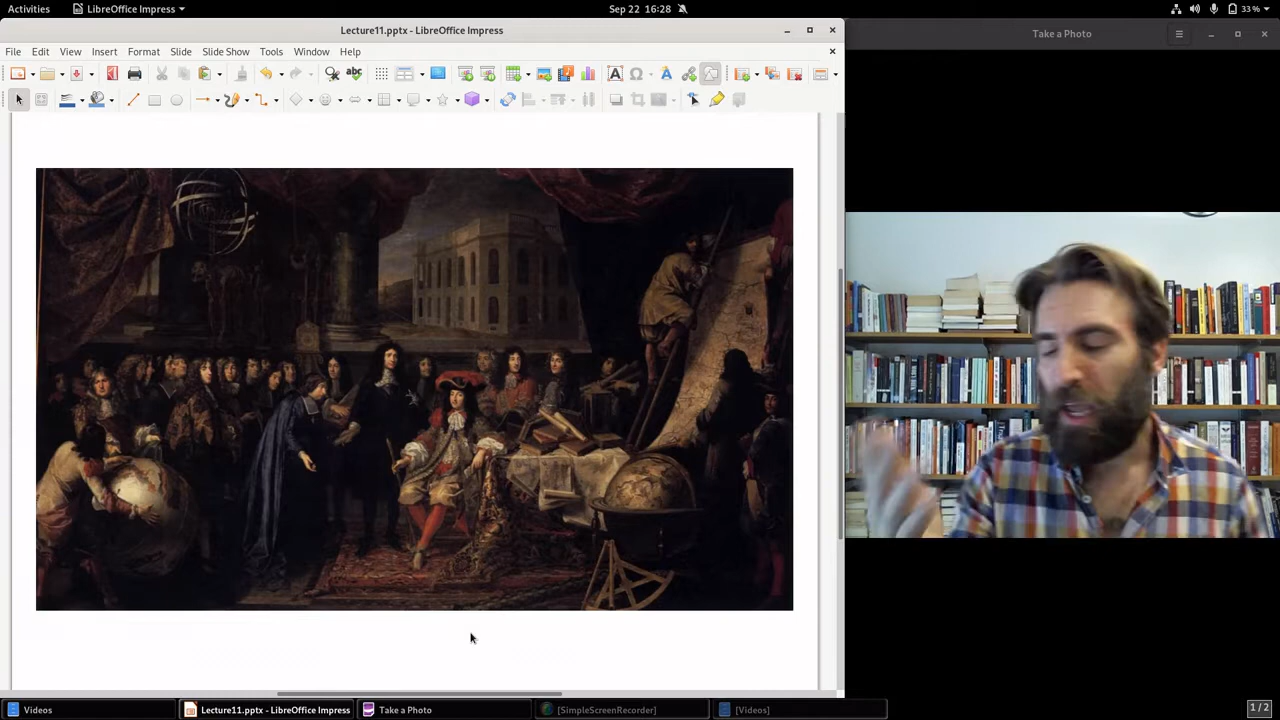 Activities LibreOffice Impress Sep 22 16:28 33 %
Lecture11.pptx - LibreOffice Impress
Take a Photo
File Edit View Insert Format Slide Slide Show Tools Window Help
abc
A Ω A
Videos Lecture11.pptx - LibreOffice Impress Take a Photo [SimpleScreenRecorder] [Videos] 1 / 2